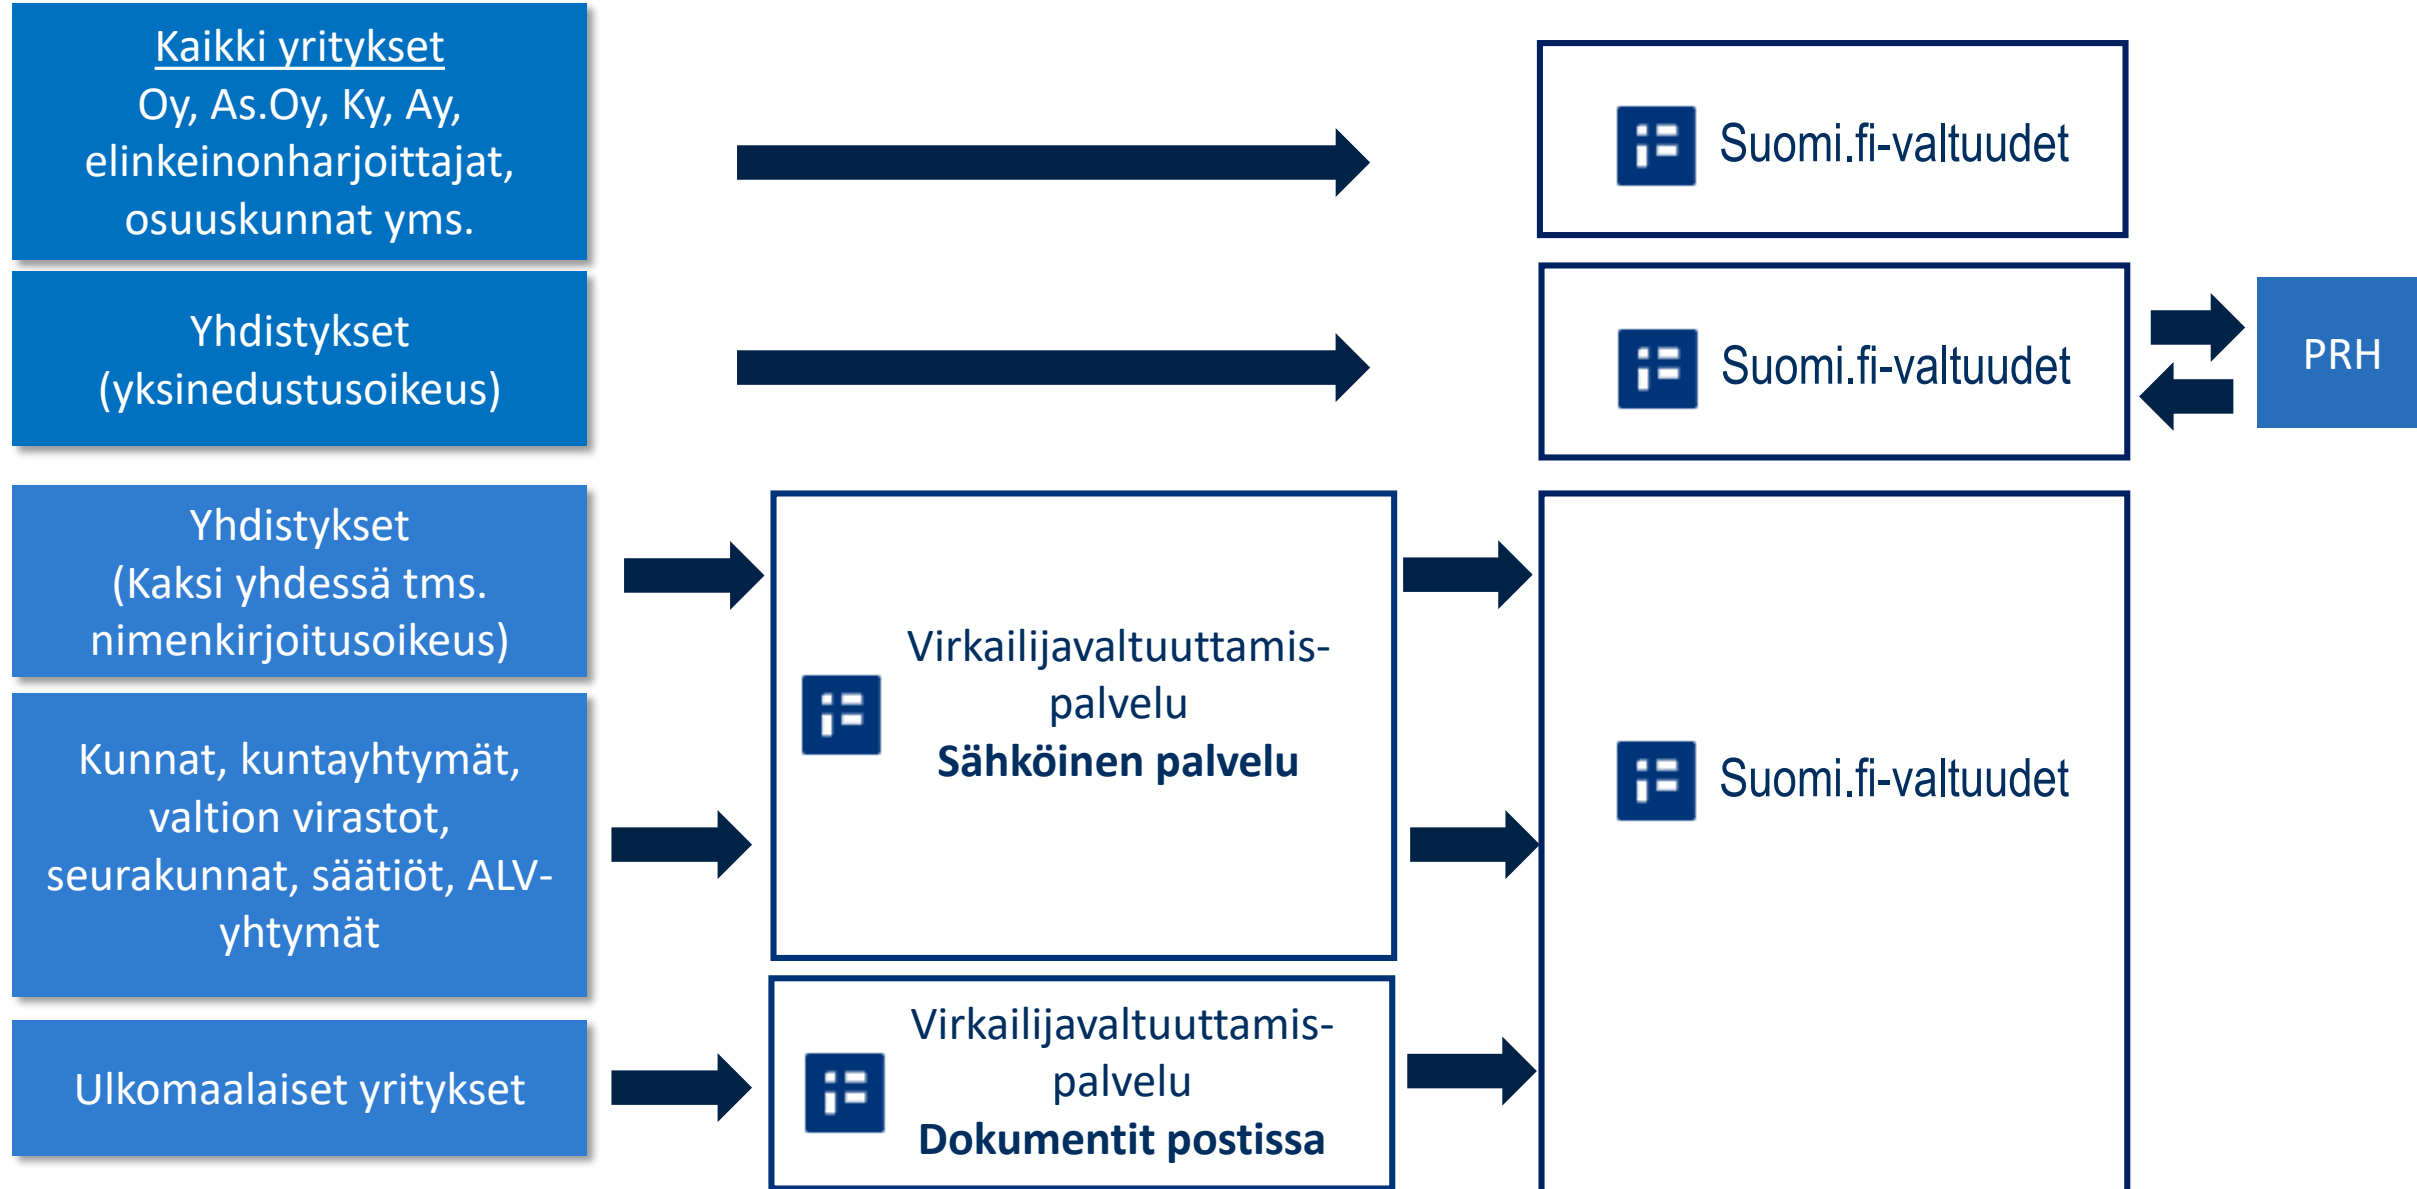 Kaikki yritykset
Oy, As.Oy, Ky, Ay,
elinkeinonharjoittajat,
osuuskunnat yms.
Suomi.fi-valtuudet
Yhdistykset
(yksinedustusoikeus)
Suomi.fi-valtuudet
PRH
Yhdistykset
(Kaksi yhdessä tms.
nimenkirjoitusoikeus)
Kunnat, kuntayhtymät,
valtion virastot,
seurakunnat, säätiöt, ALV-
yhtymät
Virkailijavaltuuttamis-
palvelu
Sähköinen palvelu
Suomi.fi-valtuudet
Ulkomaalaiset yritykset
Virkailijavaltuuttamis-
palvelu
Dokumentit postissa